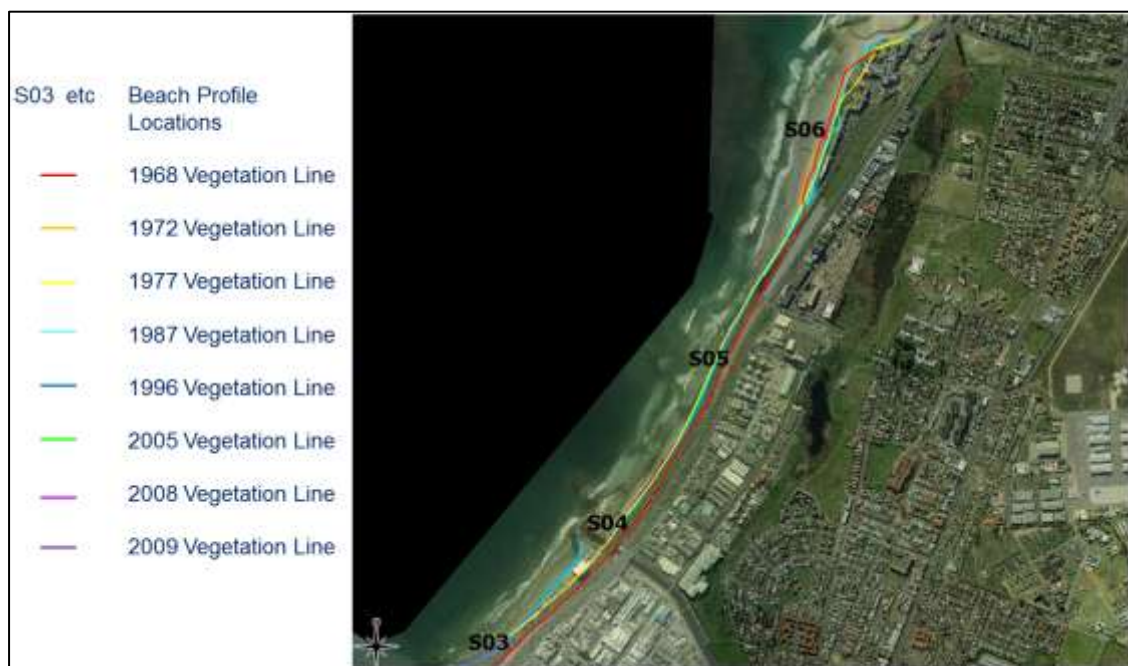 S03 etc Beach Profile
Locations
1968 Vegetation Line
1972 Vegetation Line
1977 Vegetation Line
1987 Vegetation Line
1996 Vegetation Line
2005 Vegetation Line
2008 Vegetation Line
2009 Vegetation Line
S06
S05
S04
S03